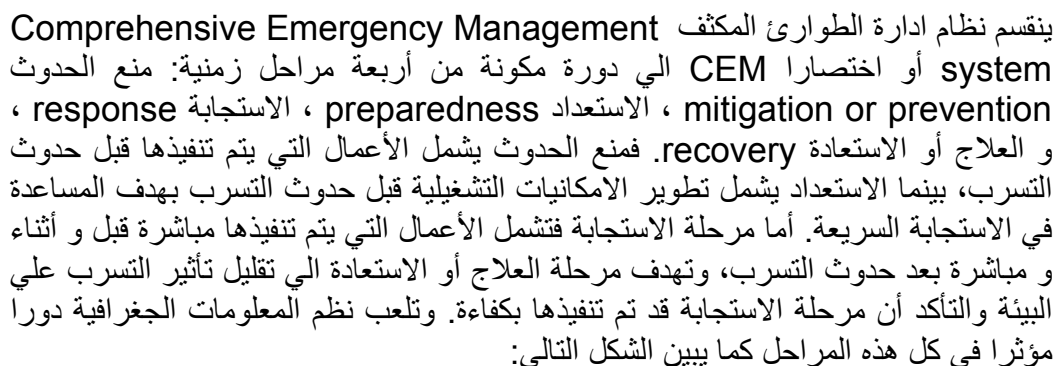 ينقسم نظام ادارة الطوارئ المكثف Comprehensive Emergency Management
system أو اختصارا CEM الي دورة مكونة من أربعة مراحل زمنية: منع الحدوث
mitigation or prevention ، الاستعداد preparedness ، الاستجابة response ،
و العلاج أو الاستعادة recovery. فمنع الحدوث يشمل الأعمال التي يتم تنفيذها قبل حدوث
التسرب، بينما الاستعداد يشمل تطوير الامكانيات التشغيلية قبل حدوث التسرب بهدف المساعدة
في الاستجابة السريعة. أما مرحلة الاستجابة فتشمل الأعمال التي يتم تنفيذها مباشرة قبل و أثناء
و مباشرة بعد حدوث التسرب، وتهدف مرحلة العلاج أو الاستعادة الي تقليل تأثير التسرب علي
البيئة والتأكد أن مرحلة الاستجابة قد تم تنفيذها بكفاءة. وتلعب نظم المعلومات الجغرافية دورا
مؤثرا في كل هذه المراحل كما يبين الشكل التالي: